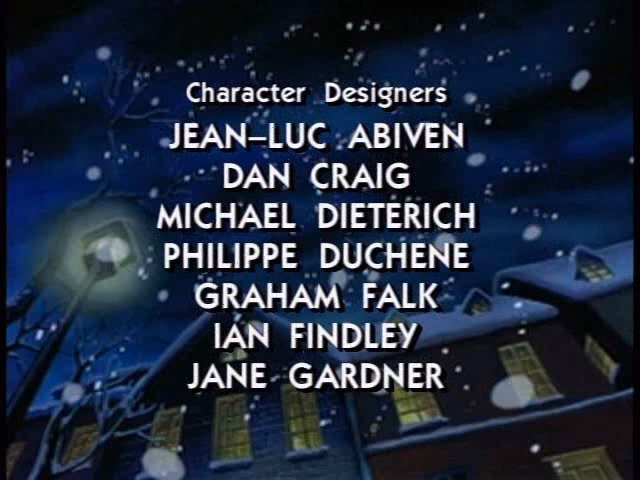 Character Designers
JEAN-LUC ABIVEN
DAN CRAIG
MICHAEL DIETERICH
PHILIPPE DUCHENE
GRAHAM FALK
IAN FINDLEY
JANE GARDNER